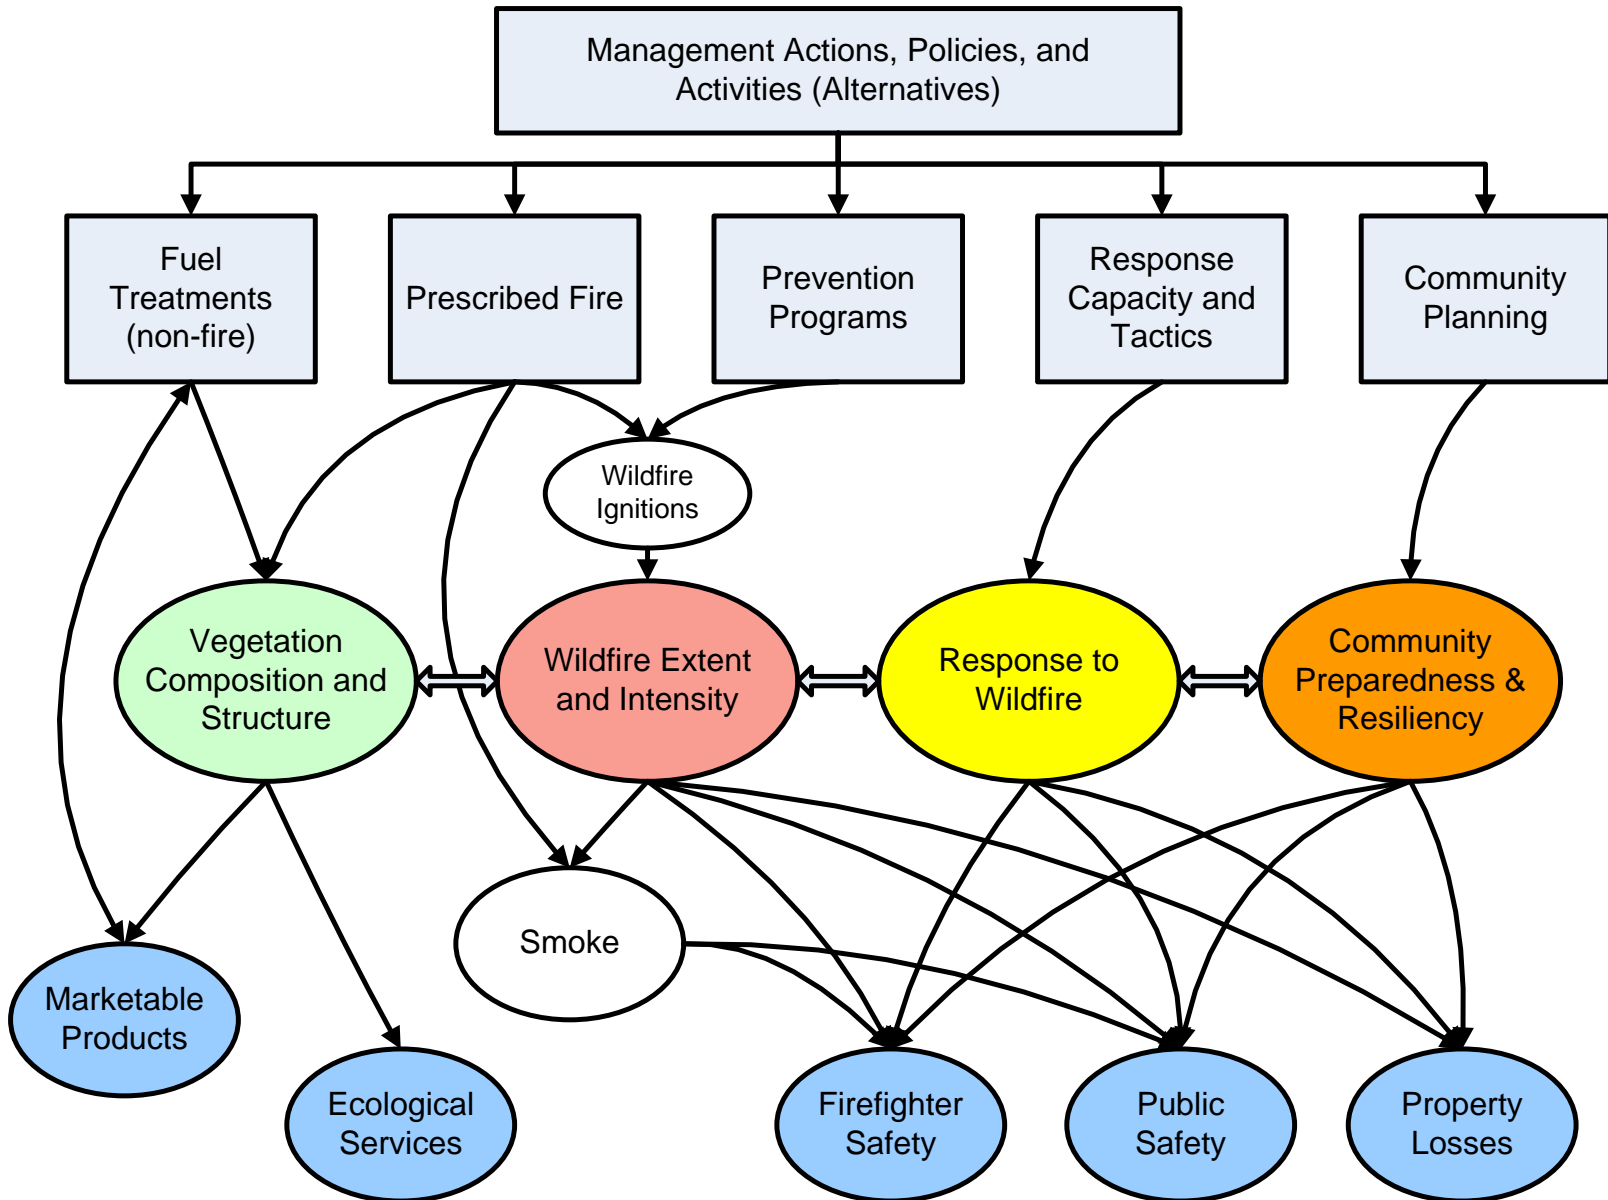 Management Actions, Policies, and
Activities (Alternatives)
Fuel
Treatments
(non-fire)
Prescribed Fire
Prevention
Programs
Response
Capacity and
Tactics
Community
Planning
Wildfire
Ignitions
Vegetation
Composition and
Structure
Wildfire Extent
and Intensity
Response to
Wildfire
Community
Preparedness &
Resiliency
Smoke
Marketable
Products
Ecological
Services
Firefighter
Safety
Public
Safety
Property
Losses